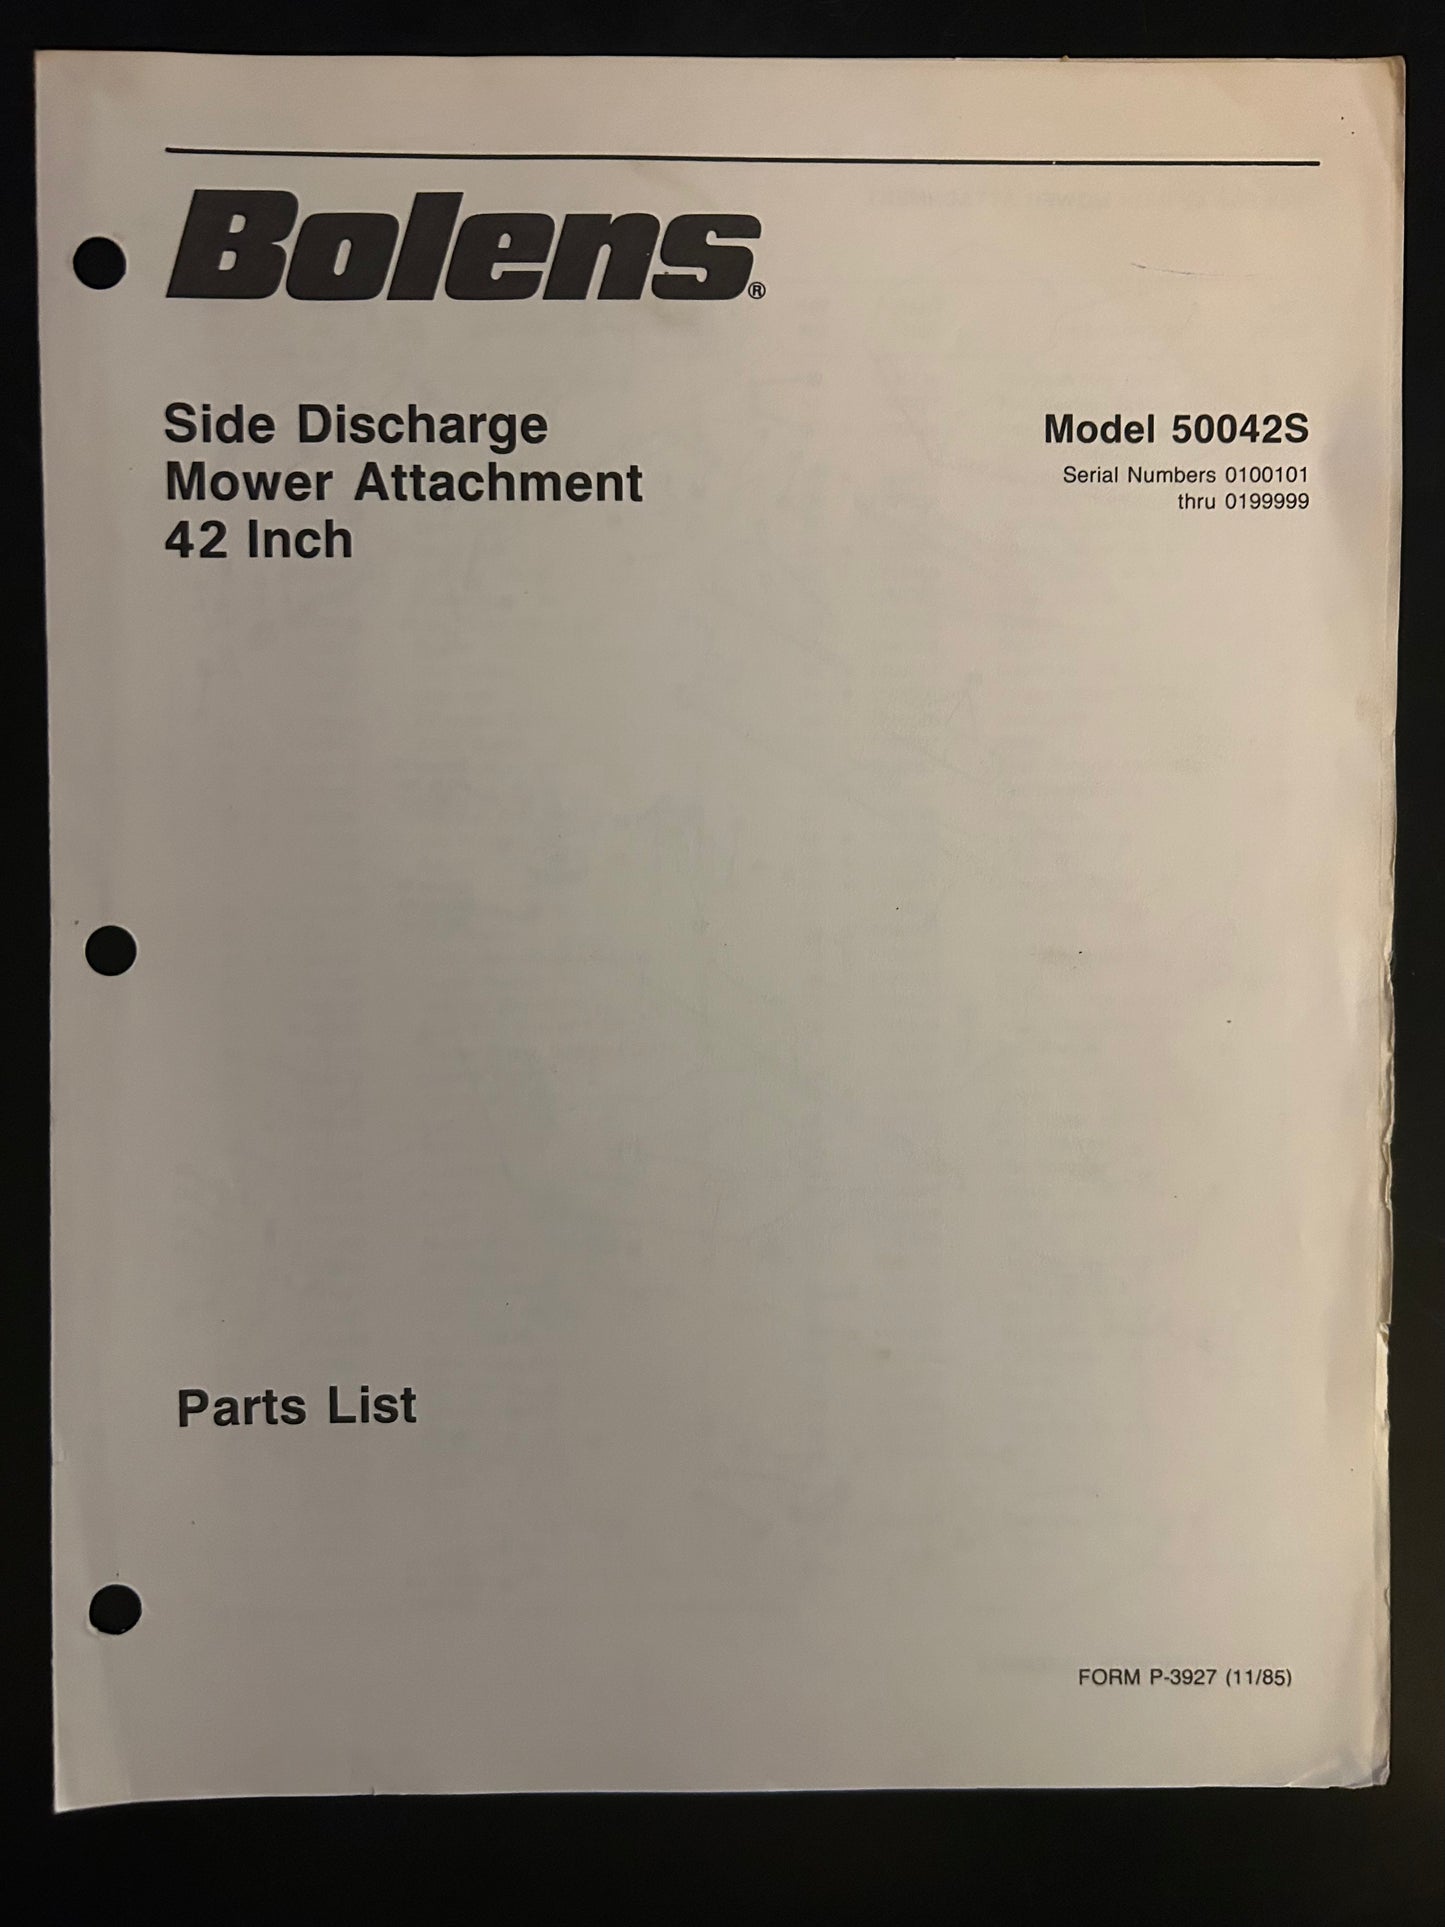 Bolens®
Side Discharge
Mower Attachment
42 Inch
Model 50042S
Serial Numbers 0100101
thru 0199999
Parts List
FORM P-3927 (11/85)